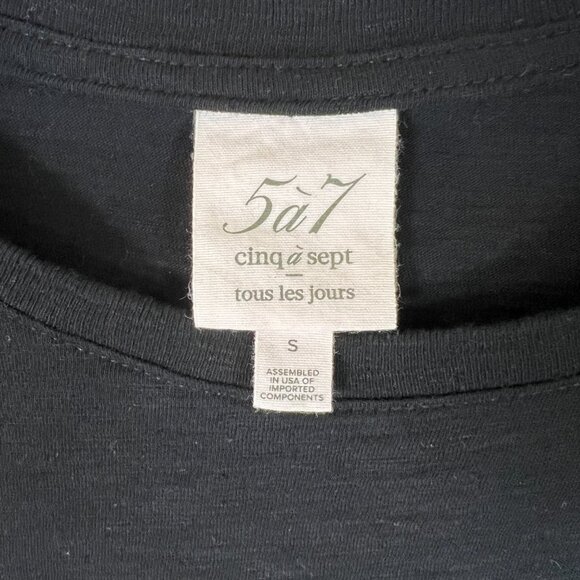 5à7
cinq à sept
tous les jours
S
ASSEMBLED
IN USA OF
IMPORTED
COMPONENTS